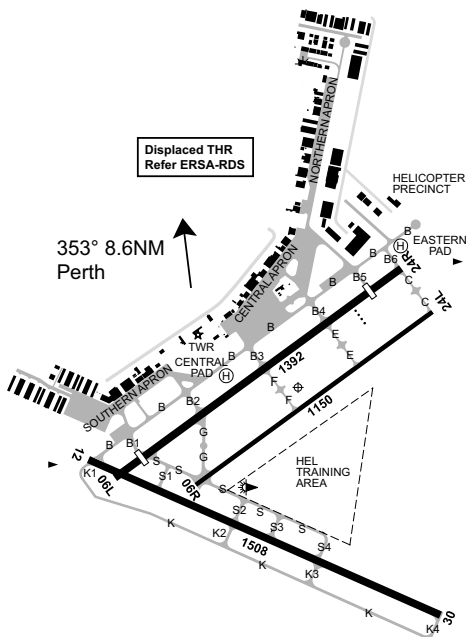 Displaced THR
Refer ERSA-RDS
353° 8.6NM
Perth
NORTHERN APRON
HELICOPTER
PRECINCT
B
H
EASTERN
PAD
24R
B6
B
B5
C
C
24L
CENTRAL APRON
B
B4
E
E
B
TWR
CENTRAL
PAD
H
B
B3
1392
F
F
1150
SOUTHERN APRON
B
B2
G
G
B
B1
12
K1
06L
S
S
S1
06R
S
HEL
TRAINING
AREA
S2
S
S3
S
S4
K
K2
1508
K
K3
K
K4
30